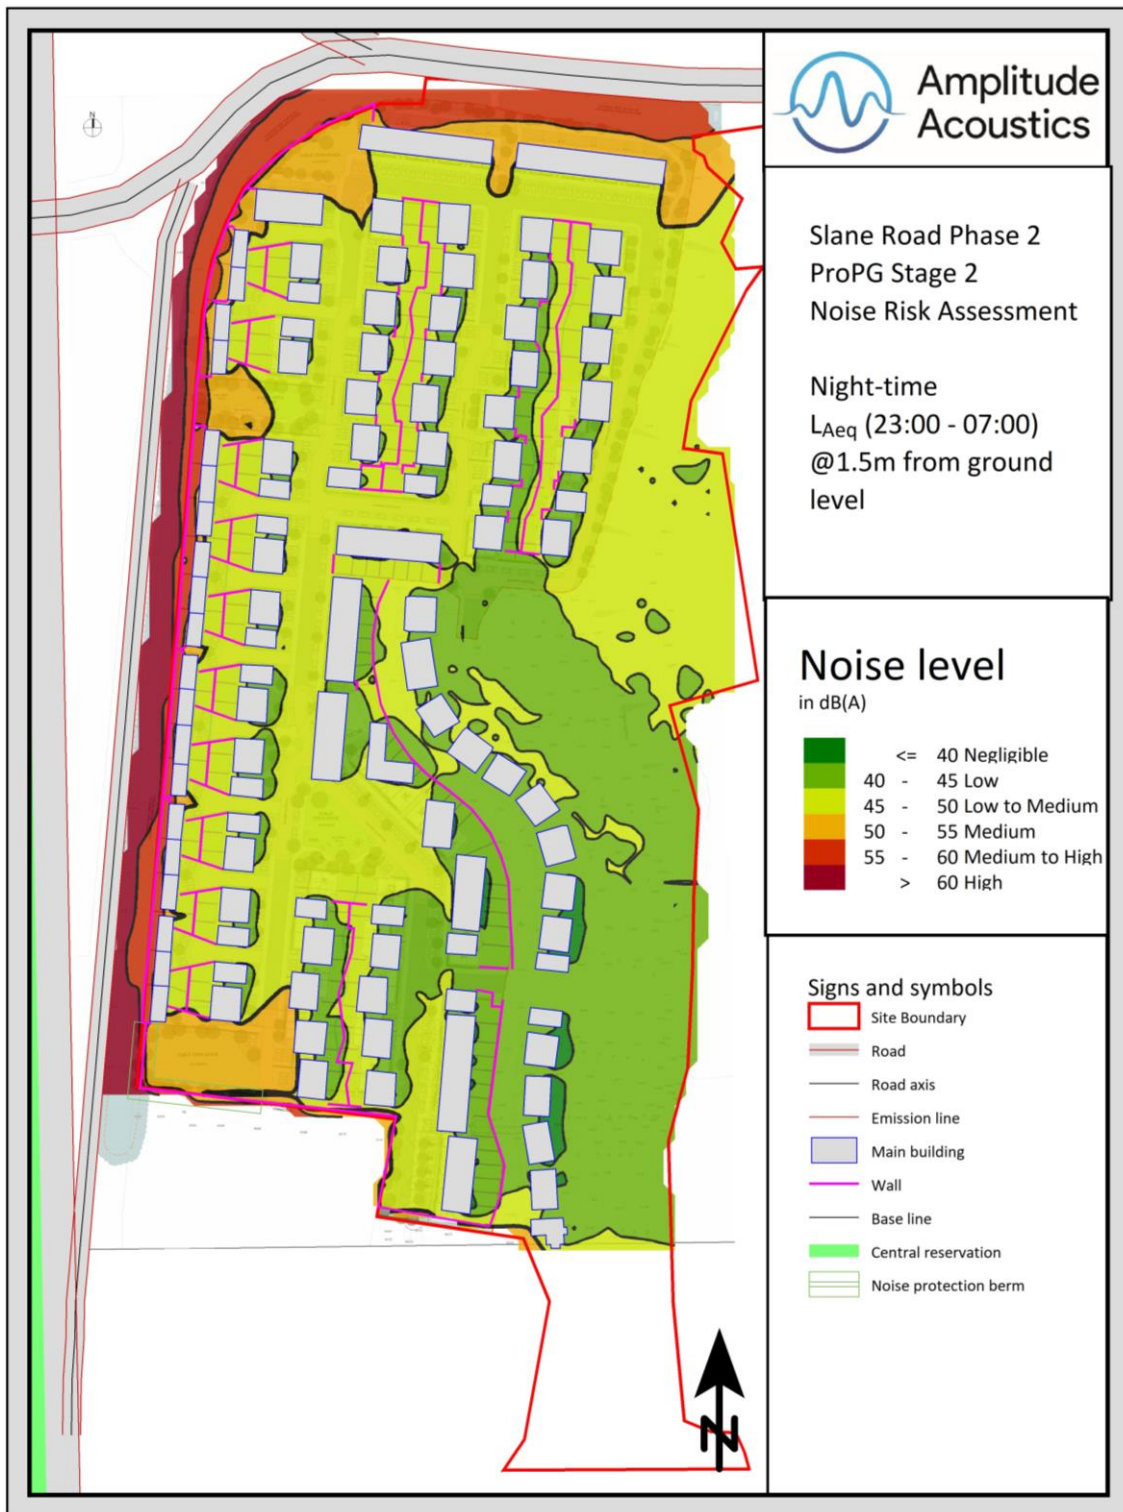 N
Amplitude
Acoustics
Slane Road Phase 2
ProPG Stage 2
Noise Risk Assessment
Night-time
LAeq (23:00 - 07:00)
@1.5m from ground
level
Noise level
in dB(A)
<= 40 Negligible
40 - 45 Low
45 - 50 Low to Medium
50 - 55 Medium
55 - 60 Medium to High
> 60 High
Signs and symbols
Site Boundary
Road
Road axis
Emission line
Main building
Wall
Base line
Central reservation
Noise protection berm
N